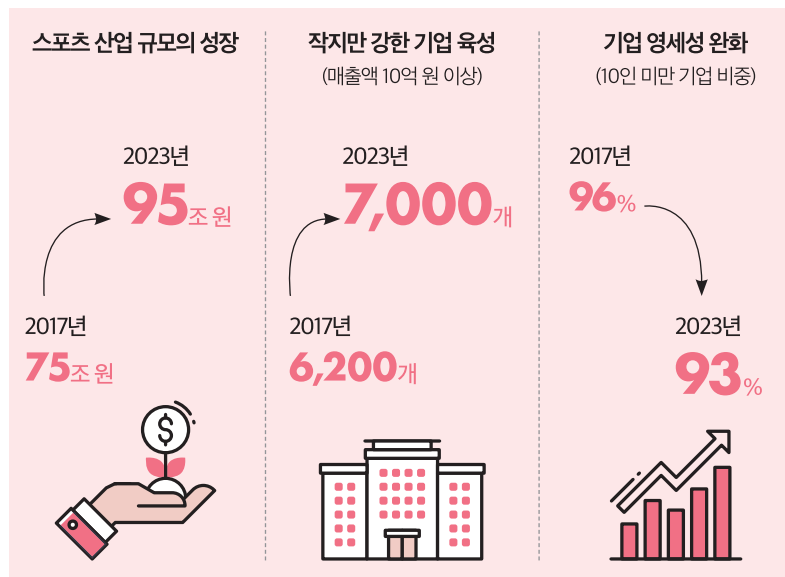 스포츠 산업 규모의 성장
2023년
95조 원
2017년
75조 원
작지만 강한 기업 육성
(매출액 10억 원 이상)
2023년
7,000개
2017년
6,200개
기업 영세성 완화
(10인 미만 기업 비중)
2017년
96%
2023년
93%
$